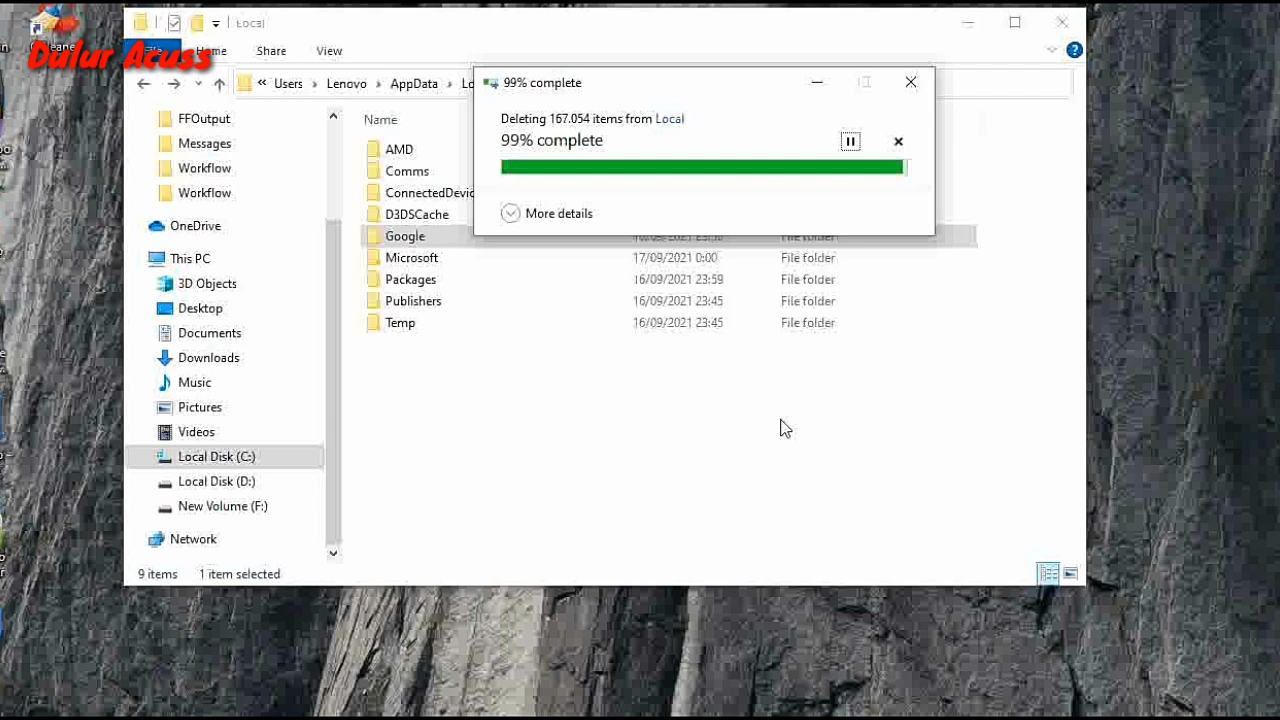 Local
Dulur Acuss
File
Home
Share
View
« Users > Lenovo > AppData >
99% complete
Deleting 167.054 items from Local
99% complete
More details
FFOutput
Messages
Workflow
Workflow
OneDrive
This PC
3D Objects
Desktop
Documents
Downloads
Music
Pictures
Videos
Local Disk (C:)
Local Disk (D:)
New Volume (F:)
Network
Name
AMD
Comms
D3DSCache
Google File folder
Microsoft 17/09/2021 0:00 File folder
Packages 16/09/2021 23:59 File folder
Publishers 16/09/2021 23:45 File folder
Temp 16/09/2021 23:45 File folder
9 items 1 item selected